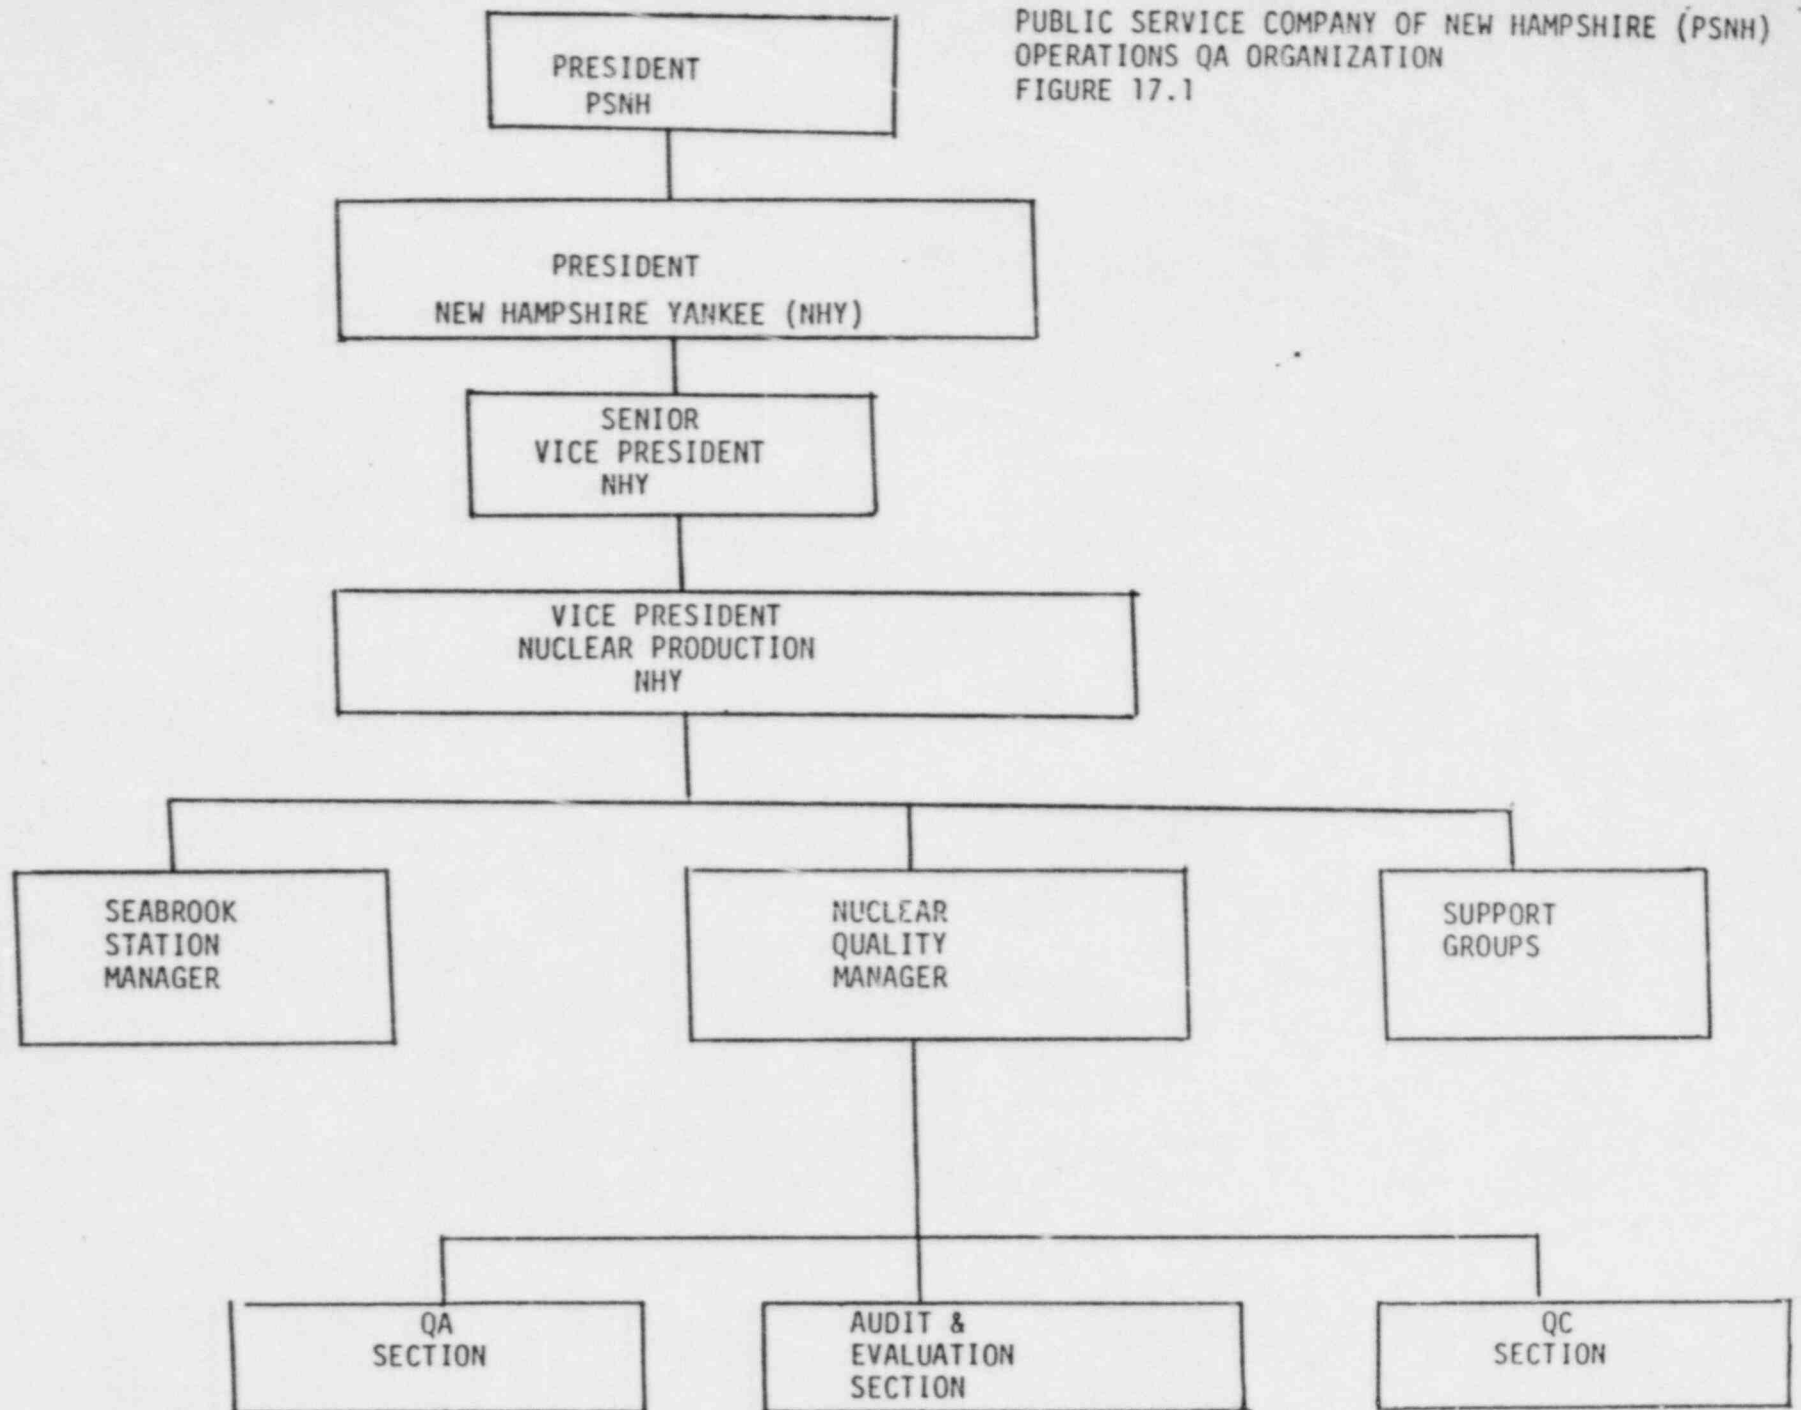 PUBLIC SERVICE COMPANY OF NEW HAMPSHIRE (PSNH)
OPERATIONS QA ORGANIZATION
FIGURE 17.1
PRESIDENT
PSNH
PRESIDENT
NEW HAMPSHIRE YANKEE (NHY)
SENIOR
VICE PRESIDENT
NHY
VICE PRESIDENT
NUCLEAR PRODUCTION
NHY
SEABROOK
STATION
MANAGER
NUCLEAR
QUALITY
MANAGER
SUPPORT
GROUPS
QA
SECTION
AUDIT &
EVALUATION
SECTION
QC
SECTION